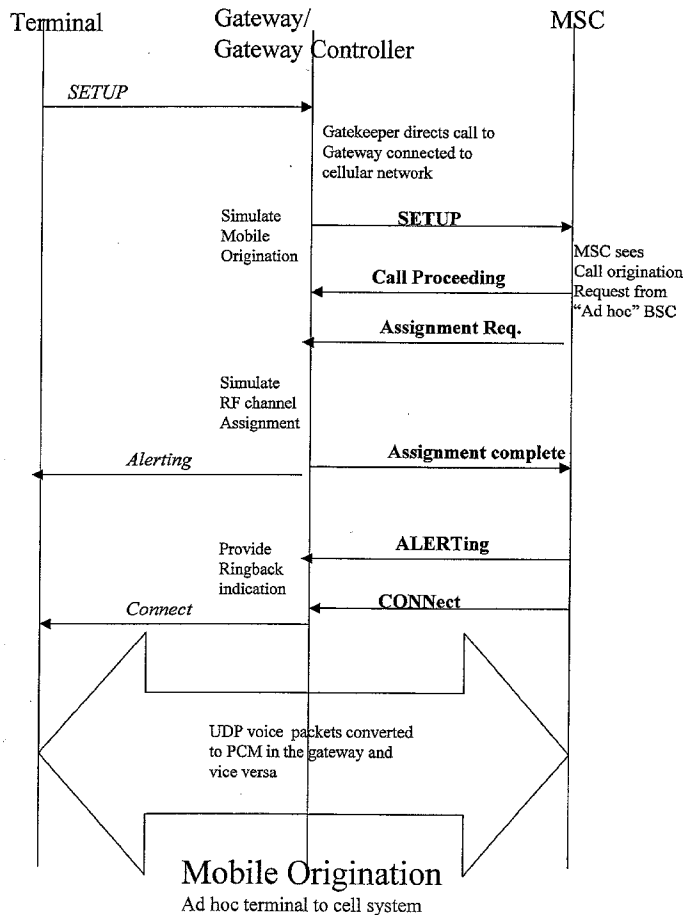 Terminal
Gateway/
Gateway Controller
MSC
SETUP
Gatekeeper directs call to
Gateway connected to
cellular network
Simulate
Mobile
Origination
SETUP
MSC sees
Call origination
Request from
“Ad hoc” BSC
Call Proceeding
Assignment Req.
Simulate
RF channel
Assignment
Assignment complete
Alerting
ALERTing
Provide
Ringback
indication
CONNect
Connect
UDP voice packets converted
to PCM in the gateway and
vice versa
Mobile Origination
Ad hoc terminal to cell system